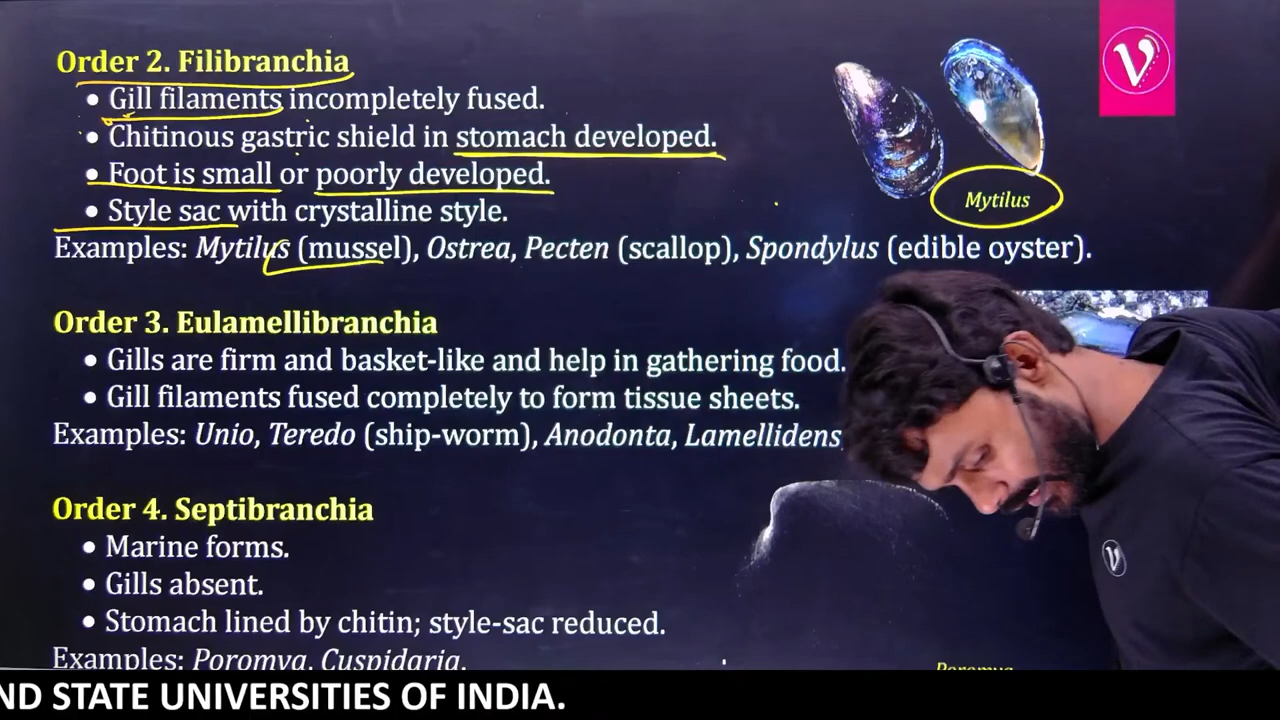 Order 2. Filibranchia
• Gill filaments incompletely fused.
• Chitinous gastric shield in stomach developed.
• Foot is small or poorly developed.
• Style sac with crystalline style.
Mytilus
Examples: Mytilus (mussel), Ostrea, Pecten (scallop), Spondylus (edible oyster).
Order 3. Eulamellibranchia
• Gills are firm and basket-like and help in gathering food.
• Gill filaments fused completely to form tissue sheets.
Examples: Unio, Teredo (ship-worm), Anodonta, Lamellidens
Order 4. Septibranchia
• Marine forms.
• Gills absent.
• Stomach lined by chitin; style-sac reduced.
Examples: Poromya, Cuspidaria.
Poromya
ND STATE UNIVERSITIES OF INDIA.